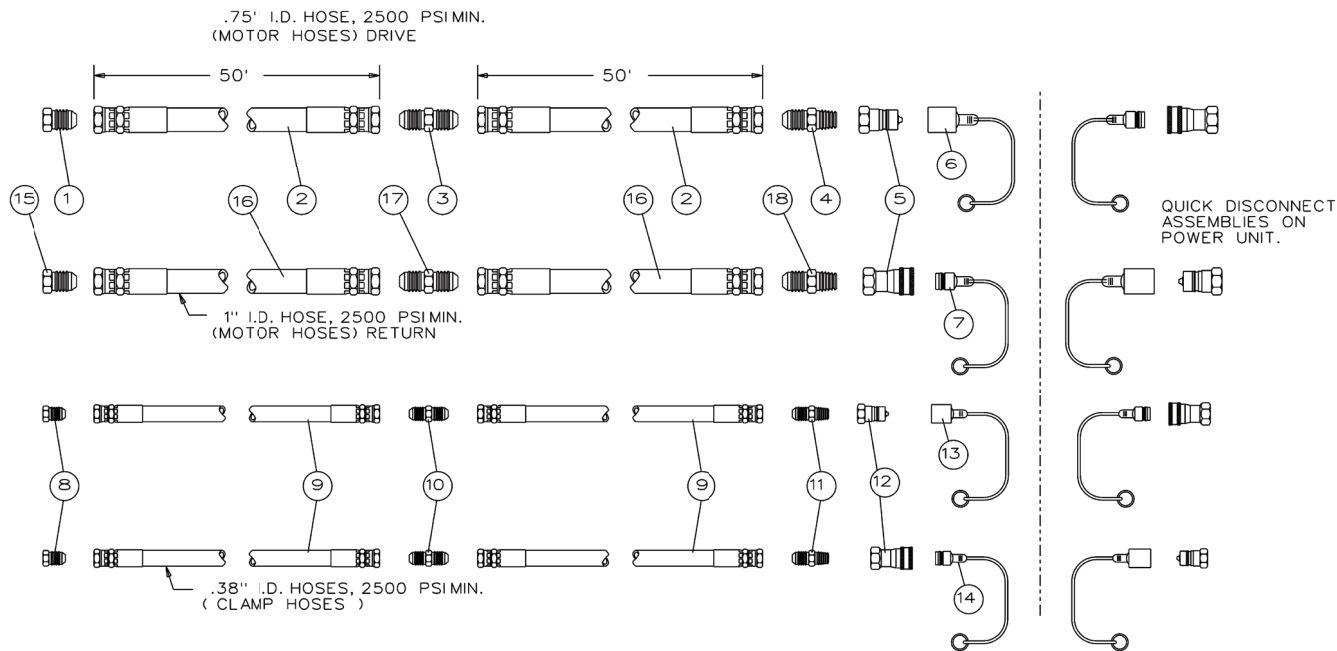 .75" I.D. HOSE, 2500 PSI MIN.
(MOTOR HOSES) DRIVE
50'
50'
1
2
3
2
4
5
6
15
16
17
16
18
QUICK DISCONNECT
ASSEMBLIES ON
POWER UNIT.
7
1" I.D. HOSE, 2500 PSI MIN.
(MOTOR HOSES) RETURN
13
8
9
10
9
11
12
14
.38" I.D. HOSES, 2500 PSI MIN.
( CLAMP HOSES )